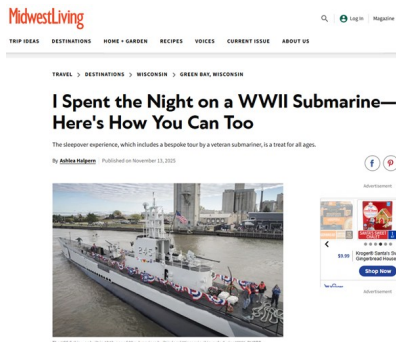 MidwestLiving
Log In
Magazine
TRIP IDEAS DESTINATIONS HOME + GARDEN RECIPES VOICES CURRENT ISSUE ABOUT US
TRAVEL > DESTINATIONS > WISCONSIN > GREEN BAY, WISCONSIN
I Spent the Night on a WWII Submarine—
Here's How You Can Too
The sleepover experience, which includes a bespoke tour by a veteran submariner, is a treat for all ages.
By Ashlea Halpern | Published on November 13, 2025
Advertisement
$9.99
Kroger® Santa's Sw
Gingerbread House
Shop Now
Advertisement